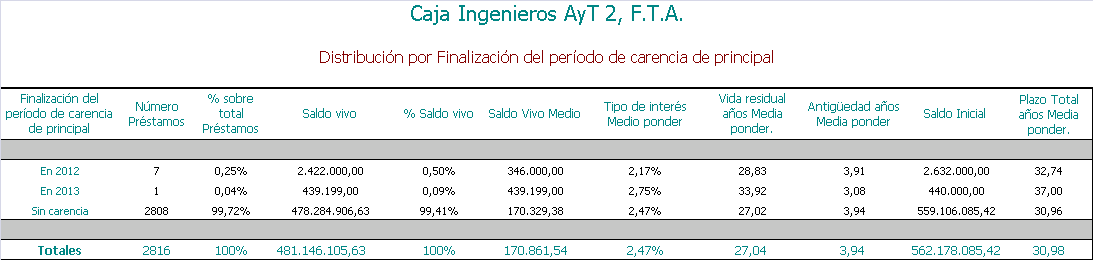 Caja Ingenieros AyT 2, F.T.A.
Distribución por Finalización del período de carencia de principal
Finalización del período de carencia de principal Número Préstamos % sobre total Préstamos Saldo vivo % Saldo vivo Saldo Vivo Medio Tipo de interés Medio ponder Vida residual años Media ponder. Antigüedad años Media ponder Saldo Inicial Plazo Total años Media ponder.
En 2012 7 0,25% 2.422.000,00 0,50% 346.000,00 2,17% 28,83 3,91 2.632.000,00 32,74
En 2013 1 0,04% 439.199,00 0,09% 439.199,00 2,75% 33,92 3,08 440.000,00 37,00
Sin carencia 2808 99,72% 478.284.906,63 99,41% 170.329,38 2,47% 27,02 3,94 559.106.085,42 30,96
Totales 2816 100% 481.146.105,63 100% 170.861,54 2,47% 27,04 3,94 562.178.085,42 30,98